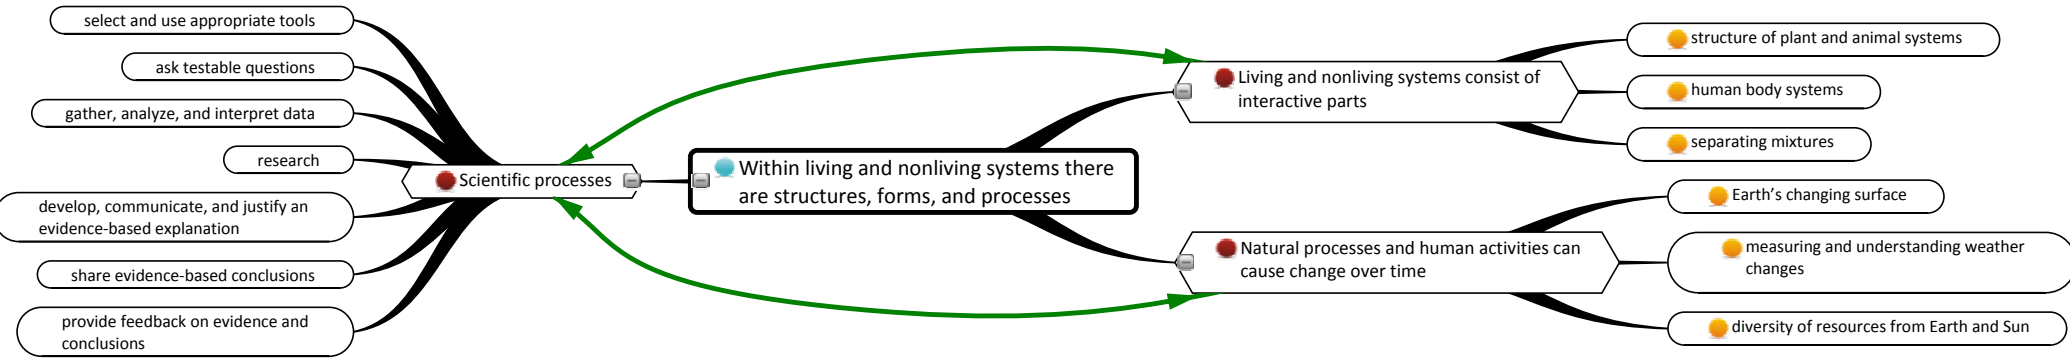 select and use appropriate tools
ask testable questions
gather, analyze, and interpret data
research
develop, communicate, and justify an
evidence-based explanation
share evidence-based conclusions
provide feedback on evidence and
conclusions
Scientific processes
Within living and nonliving systems there
are structures, forms, and processes
Living and nonliving systems consist of
interactive parts
structure of plant and animal systems
human body systems
separating mixtures
Natural processes and human activities can
cause change over time
Earth’s changing surface
measuring and understanding weather
changes
diversity of resources from Earth and Sun